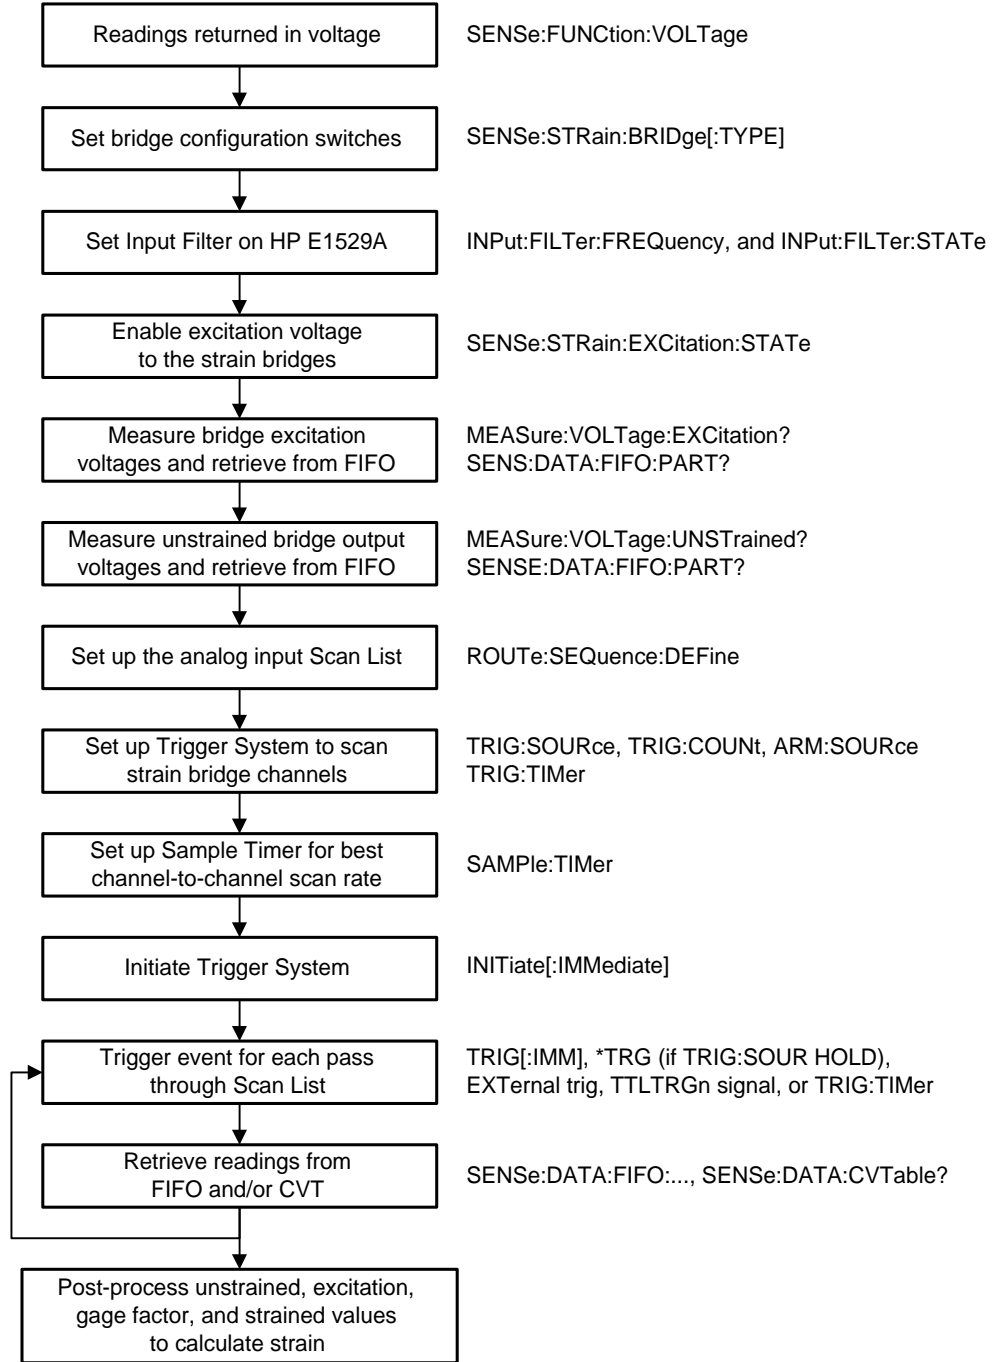 Readings returned in voltage
SENSe:FUNCtion:VOLTage
Set bridge configuration switches
SENSe:STRain:BRIDge[:TYPE]
Set Input Filter on HP E1529A
INPut:FILTer:FREQuency, and INPut:FILTer:STATe
Enable excitation voltage
to the strain bridges
SENSe:STRain:EXCitation:STATe
Measure bridge excitation
voltages and retrieve from FIFO
MEASure:VOLTage:EXCitation?
SENS:DATA:FIFO:PART?
Measure unstrained bridge output
voltages and retrieve from FIFO
MEASure:VOLTage:UNSTrained?
SENSE:DATA:FIFO:PART?
Set up the analog input Scan List
ROUTe:SEQuence:DEFine
Set up Trigger System to scan
strain bridge channels
TRIG:SOURce, TRIG:COUNt, ARM:SOURce
TRIG:TIMer
Set up Sample Timer for best
channel-to-channel scan rate
SAMPle:TIMer
Initiate Trigger System
INITiate[:IMMediate]
Trigger event for each pass
through Scan List
TRIG[:IMM], *TRG (if TRIG:SOUR HOLD),
EXTernal trig, TTLTRGn signal, or TRIG:TIMer
Retrieve readings from
FIFO and/or CVT
SENSe:DATA:FIFO:..., SENSe:DATA:CVTable?
Post-process unstrained, excitation,
gage factor, and strained values
to calculate strain